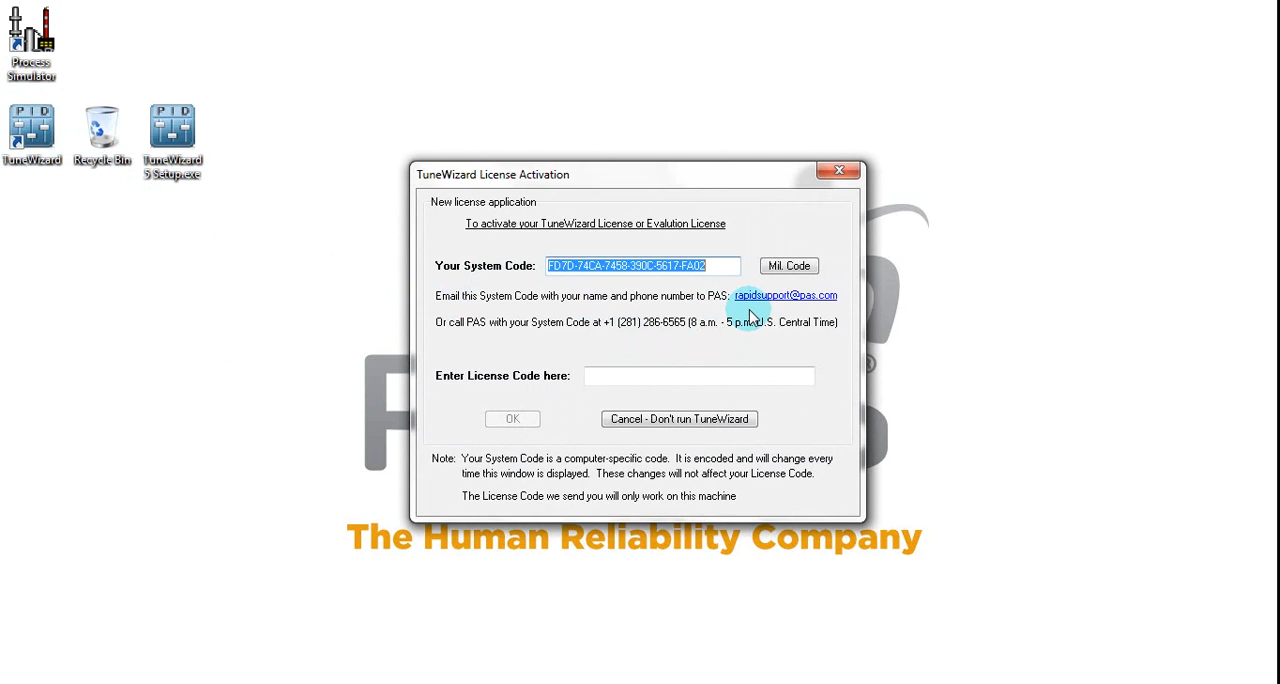 Process
Simulator
P I D
P I D
TuneWizard
Recycle Bin
TuneWizard
5 Setup.exe
TuneWizard License Activation
New license application
To activate your TuneWizard License or Evalution License
Your System Code: FD7D-74CA-7458-390C-5617-FA02 Mil. Code
Email this System Code with your name and phone number to PAS: rapidsupport@pas.com
Or call PAS with your System Code at +1 (281) 286-6565 (8 a.m. - 5 p.m. U.S. Central Time)
Enter License Code here:
OK Cancel - Don't run TuneWizard
Note: Your System Code is a computer-specific code. It is encoded and will change every
time this window is displayed. These changes will not affect your License Code.
The License Code we send you will only work on this machine
®
The Human Reliability Company